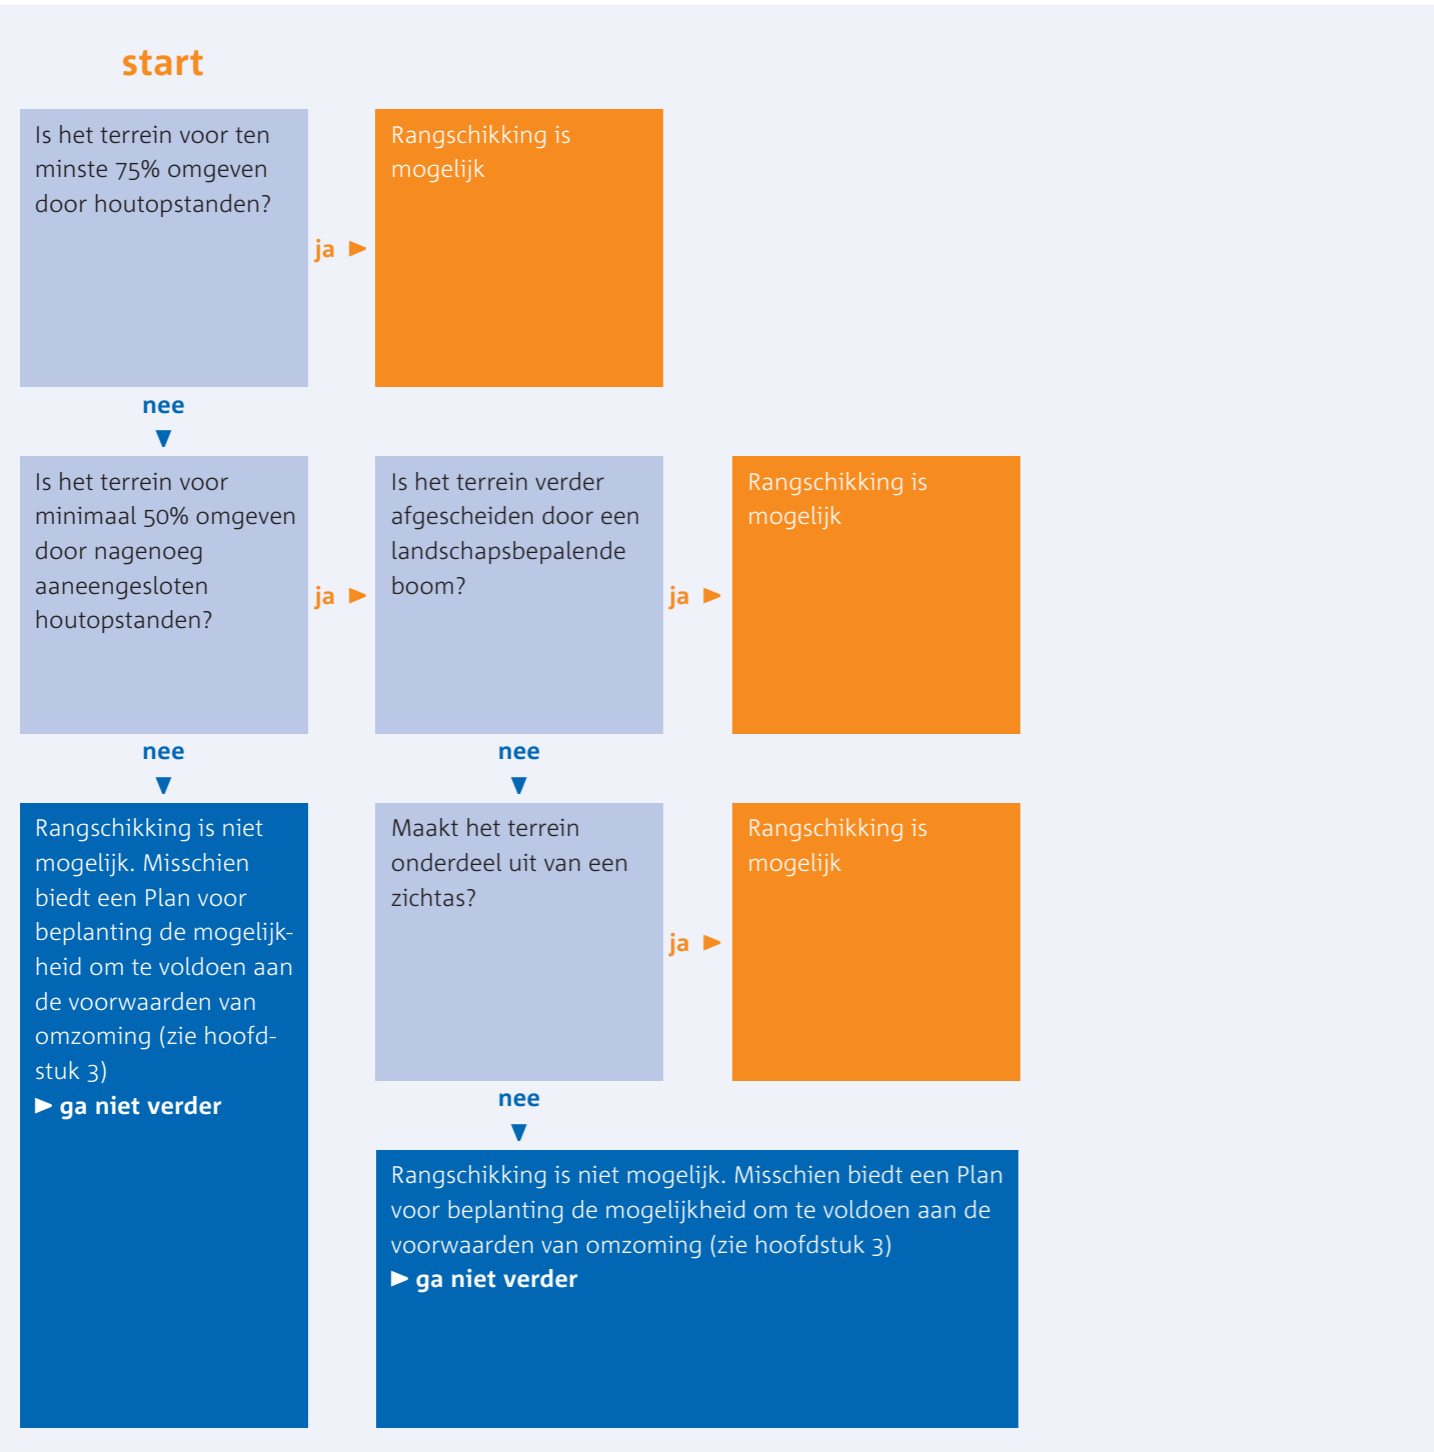 start
Is het terrein voor ten
minste 75% omgeven
door houtopstanden?
ja ►
Rangschikking is
mogelijk
nee
▼
Is het terrein voor
minimaal 50% omgeven
door nagenoeg
aaneengesloten
houtopstanden?
ja ►
Is het terrein verder
afgescheiden door een
landschapsbepalende
boom?
ja ►
Rangschikking is
mogelijk
nee
▼
nee
▼
Rangschikking is niet
mogelijk. Misschien
biedt een Plan voor
beplanting de mogelijk-
heid om te voldoen aan
de voorwaarden van
omzoming (zie hoofd-
stuk 3)
► ga niet verder
Maakt het terrein
onderdeel uit van een
zichtas?
ja ►
Rangschikking is
mogelijk
nee
▼
Rangschikking is niet mogelijk. Misschien biedt een Plan
voor beplanting de mogelijkheid om te voldoen aan de
voorwaarden van omzoming (zie hoofdstuk 3)
► ga niet verder